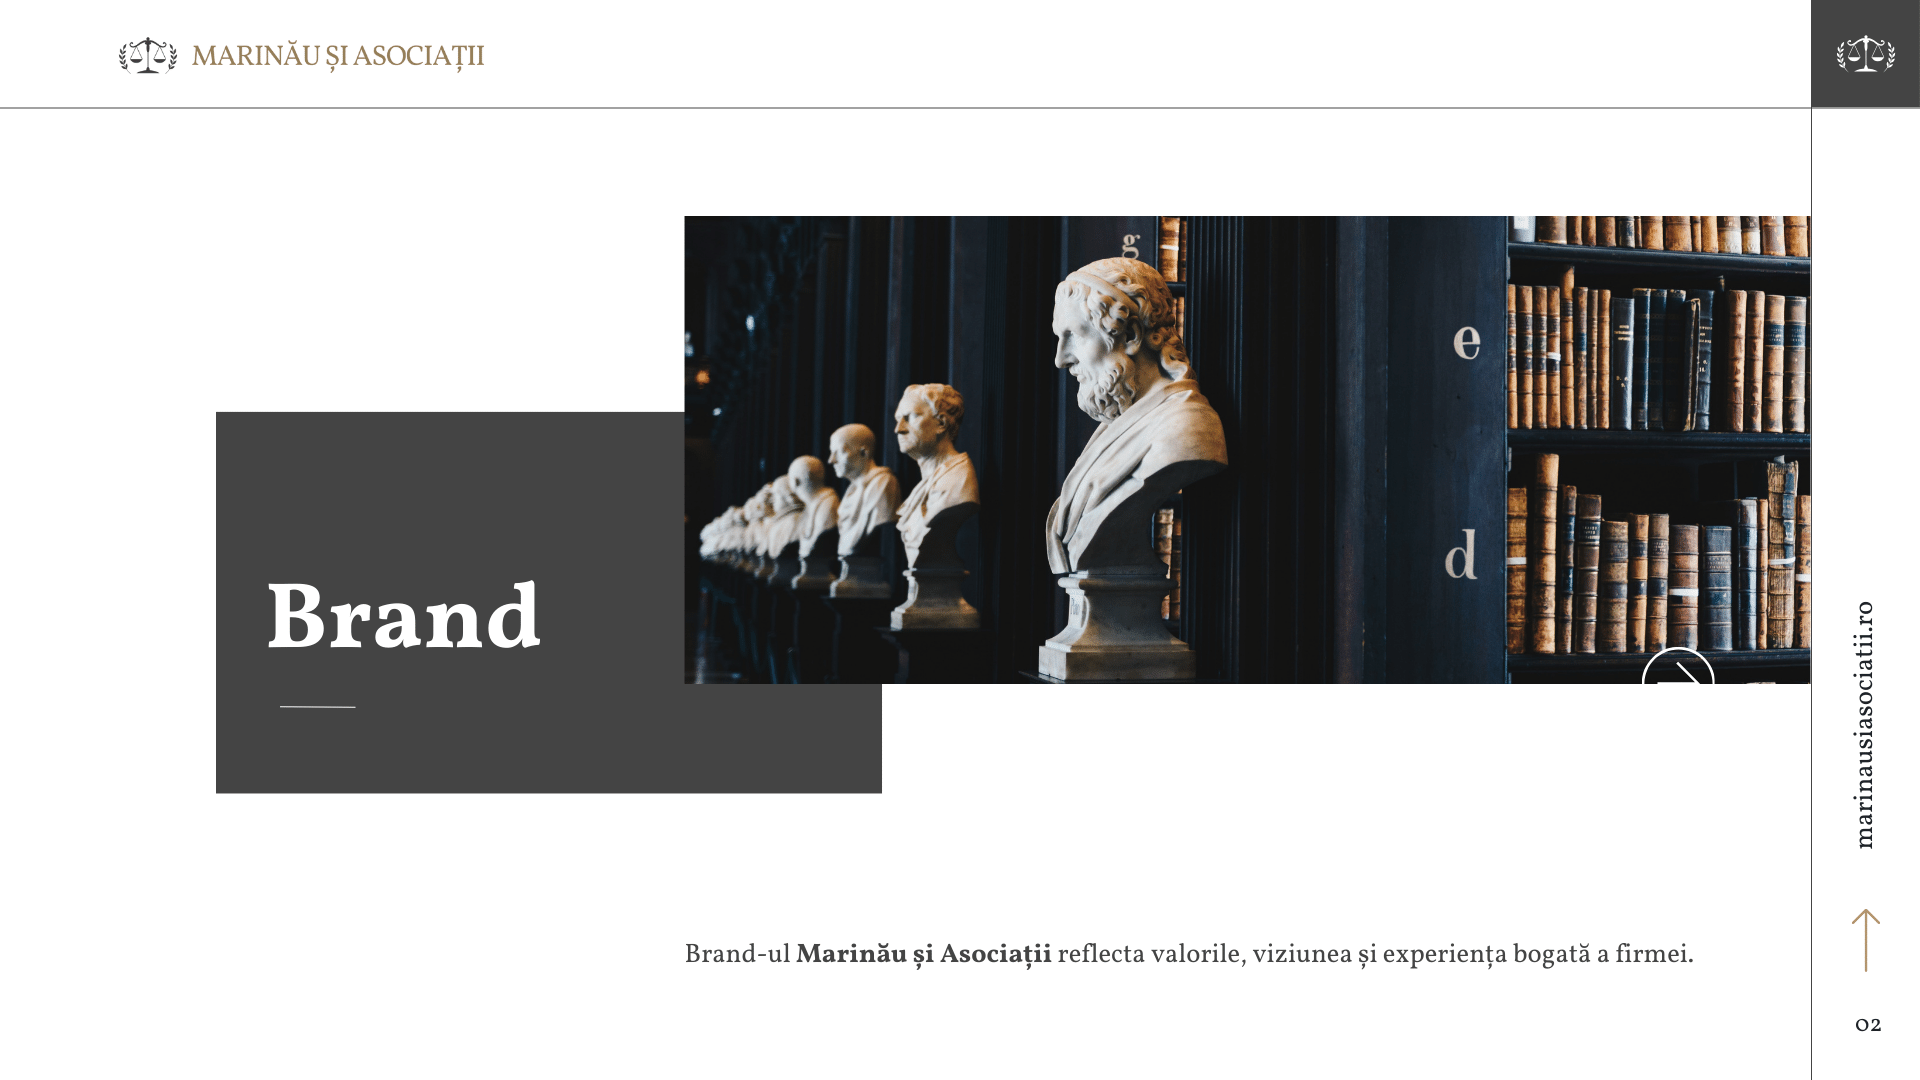 MARINĂU ȘI ASOCIAȚII
g
e
d
Brand
marinausiasociatii.ro
Brand-ul Marinău și Asociații reflecta valorile, viziunea și experiența bogată a firmei.
02